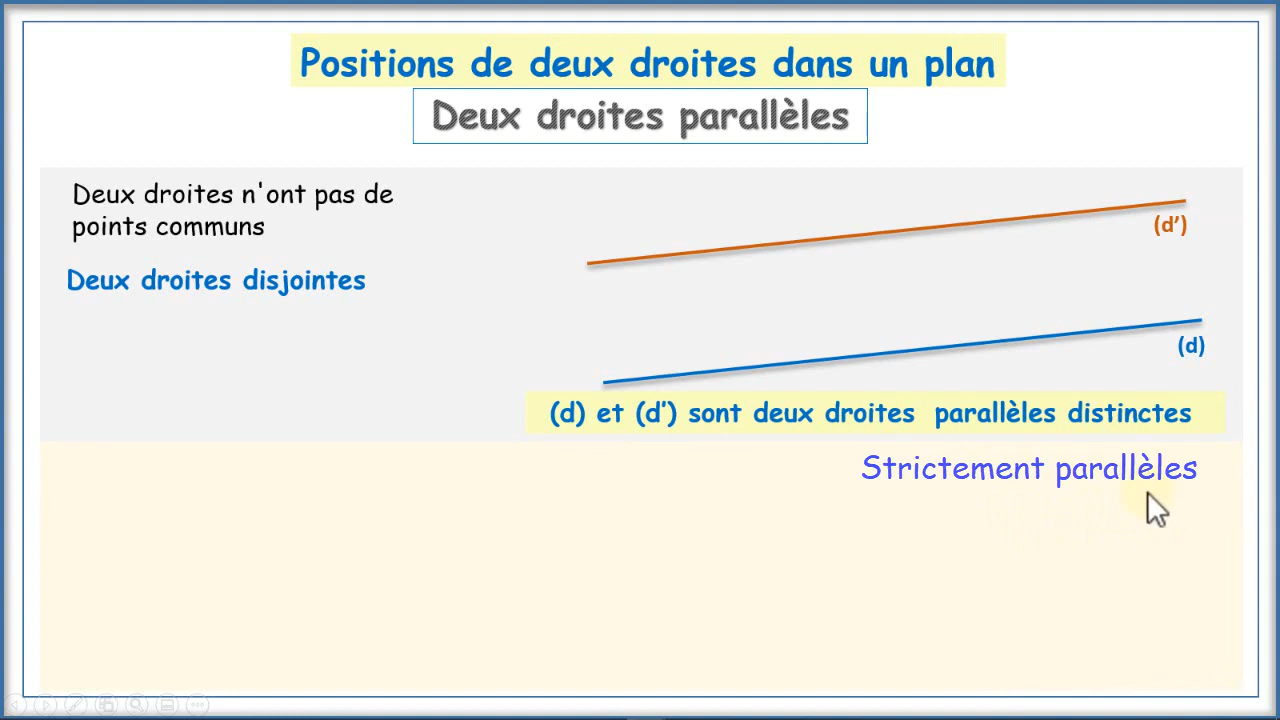 Positions de deux droites dans un plan
Deux droites parallèles
Deux droites n'ont pas de
points communs
Deux droites disjointes
(d’)
(d)
(d) et (d’) sont deux droites parallèles distinctes
Strictement parallèles